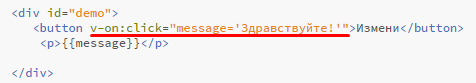 <div id="demo">
<button v-on:click="message='Здравствуйте!'">Измени</button>
<p>{{message}}</p>
</div>